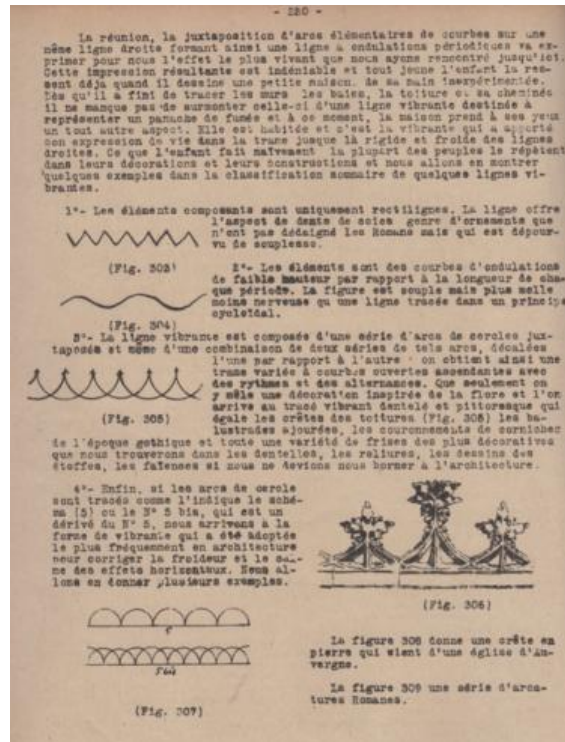 - 220 -
La réunion, la juxtaposition d'arcs élémentaires de courbes sur une
même ligne droite formant ainsi une ligne à ondulations périodiques va ex-
primer pour nous l'effet le plus vivant que nous ayons rencontré jusqu'ici.
Cette impression résultante est indéniable et tout jeune l'enfant la res-
sent déjà quand il dessine une petite maison. de sa main inexpérimentée.
Dès qu'il a fini de tracer les murs les baies, la toiture et sa cheminée
il ne manque pas de surmonter celle-ci d'une ligne vibrante destinée à
représenter un panache de fumée et à ce moment, la maison prend à ses yeux
un tout autre aspect. Elle est habitée et c'est la vibrante qui a apporté
son expression de vie dans la trame jusque là rigide et froide des lignes
droites. Ce que l'enfant fait naïvement la plupart des peuples le répètent
dans leurs décorations et leurs constructions et nous allons en montrer
quelques exemples dans la classification sommaire de quelques lignes vi-
brantes.
1°- Les éléments composants sont uniquement rectilignes. La ligne offre
l'aspect de dents de scies genre d'ornements que
n'ont pas dédaigné les Romans mais qui est dépour-
vu de souplesse.
(Fig. 303)
2°- Les éléments sont des courbes d'ondulations
de faible hauteur par rapport à la longueur de cha-
que période. La figure est souple mais plus molle
moins nerveuse qu une ligne tracée dans un principe
cycloïdal.
(Fig. 304)
3°- La ligne vibrante est composée d'une série d'arcs de cercles jux-
taposés et même d'une combinaison de deux séries de tels arcs, décalées
l'une par rapport à l'autre on obtient ainsi une
trame variée à courbes ouvertes ascendantes avec
des rythmes et des alternances. Que seulement on
y mêle une décoration inspirée de la flore et l'on
arrive au tracé vibrant dentelé et pittoresque qui
égale les crêtes des toitures (Fig. 306) les ba-
lustrades ajourées, les couronnements de corniches
(Fig. 305)
de l'époque gothique et toute une variété de frises des plus décoratives
que nous trouverons dans les dentelles, les reliures, les dessins des
étoffes, les faïences si nous ne devions nous borner à l'architecture.
4°- Enfin, si les arcs de cercle
sont tracés comme l'indique le sché-
ma (5) ou le N° 5 bis, qui est un
dérivé du N° 5, nous arrivons à la
forme de vibrante qui a été adoptée
le plus fréquemment en architecture
pour corriger la froideur et le cal-
me des effets horizontaux. Nous al-
lons en donner plusieurs exemples.
(Fig. 306)
(Fig. 307)
La figure 308 donne une crête en
pierre qui vient d'une église d'Au-
vergne.
La figure 309 une série d'arca-
tures Romanes.